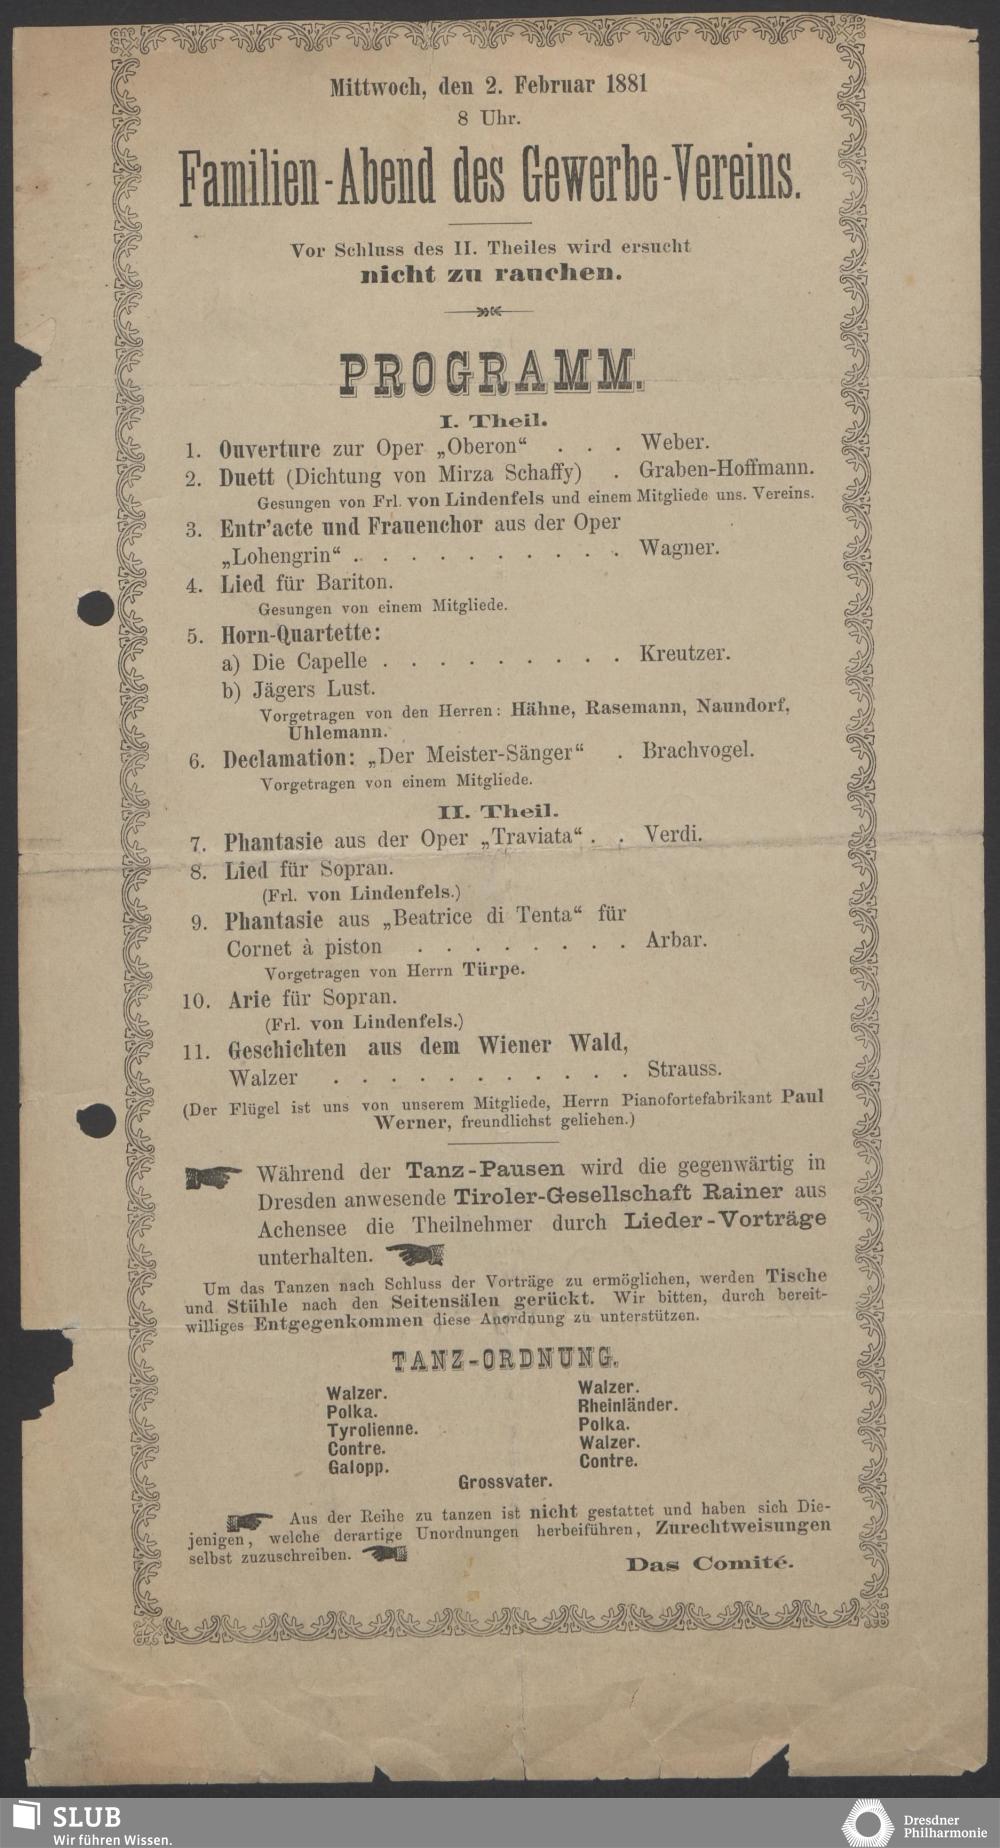 Mittwoch, den 2. Februar 1881
8 Uhr.
Familien-Abend des Gewerbe-Vereins.
Vor Schluss des II. Theiles wird ersucht
nicht zu rauchen.
PROGRAMM.
I. Theil.
1. Ouverture zur Oper „Oberon“ . . . Weber.
2. Duett (Dichtung von Mirza Schaffy) . Graben-Hoffmann.
Gesungen von Frl. von Lindenfels und einem Mitgliede uns. Vereins.
3. Entr'acte und Frauenchor aus der Oper
„Lohengrin“ . . . . . . . . . . Wagner.
4. Lied für Bariton.
Gesungen von einem Mitgliede.
5. Horn-Quartette:
a) Die Capelle . . . . . . . . . Kreutzer.
b) Jägers Lust.
Vorgetragen von den Herren: Hähne, Rasemann, Naundorf,
Uhlemann.
6. Declamation: „Der Meister-Sänger“ . Brachvogel.
Vorgetragen von einem Mitgliede.
II. Theil.
7. Phantasie aus der Oper „Traviata“ . . Verdi.
8. Lied für Sopran.
(Frl. von Lindenfels.)
9. Phantasie aus „Beatrice di Tenta“ für
Cornet à piston . . . . . . . . Arbar.
Vorgetragen von Herrn Türpe.
10. Arie für Sopran.
(Frl. von Lindenfels.)
11. Geschichten aus dem Wiener Wald,
Walzer . . . . . . . . . . . Strauss.
(Der Flügel ist uns von unserem Mitgliede, Herrn Pianofortefabrikant Paul
Werner, freundlichst geliehen.)
Während der Tanz-Pausen wird die gegenwärtig in
Dresden anwesende Tiroler-Gesellschaft Rainer aus
Achensee die Theilnehmer durch Lieder-Vorträge
unterhalten.
Um das Tanzen nach Schluss der Vorträge zu ermöglichen, werden Tische
und Stühle nach den Seitensälen gerückt. Wir bitten, durch bereit-
williges Entgegenkommen diese Anordnung zu unterstützen.
TANZ-ORDNUNG.
Walzer.
Polka.
Tyrolienne.
Contre.
Galopp.
Walzer.
Rheinländer.
Polka.
Walzer.
Contre.
Grossvater.
Aus der Reihe zu tanzen ist nicht gestattet und haben sich Die-
jenigen, welche derartige Unordnungen herbeiführen, Zurechtweisungen
selbst zuzuschreiben.
Das Comité.
SLUB
Wir führen Wissen.
Dresdner
Philharmonie